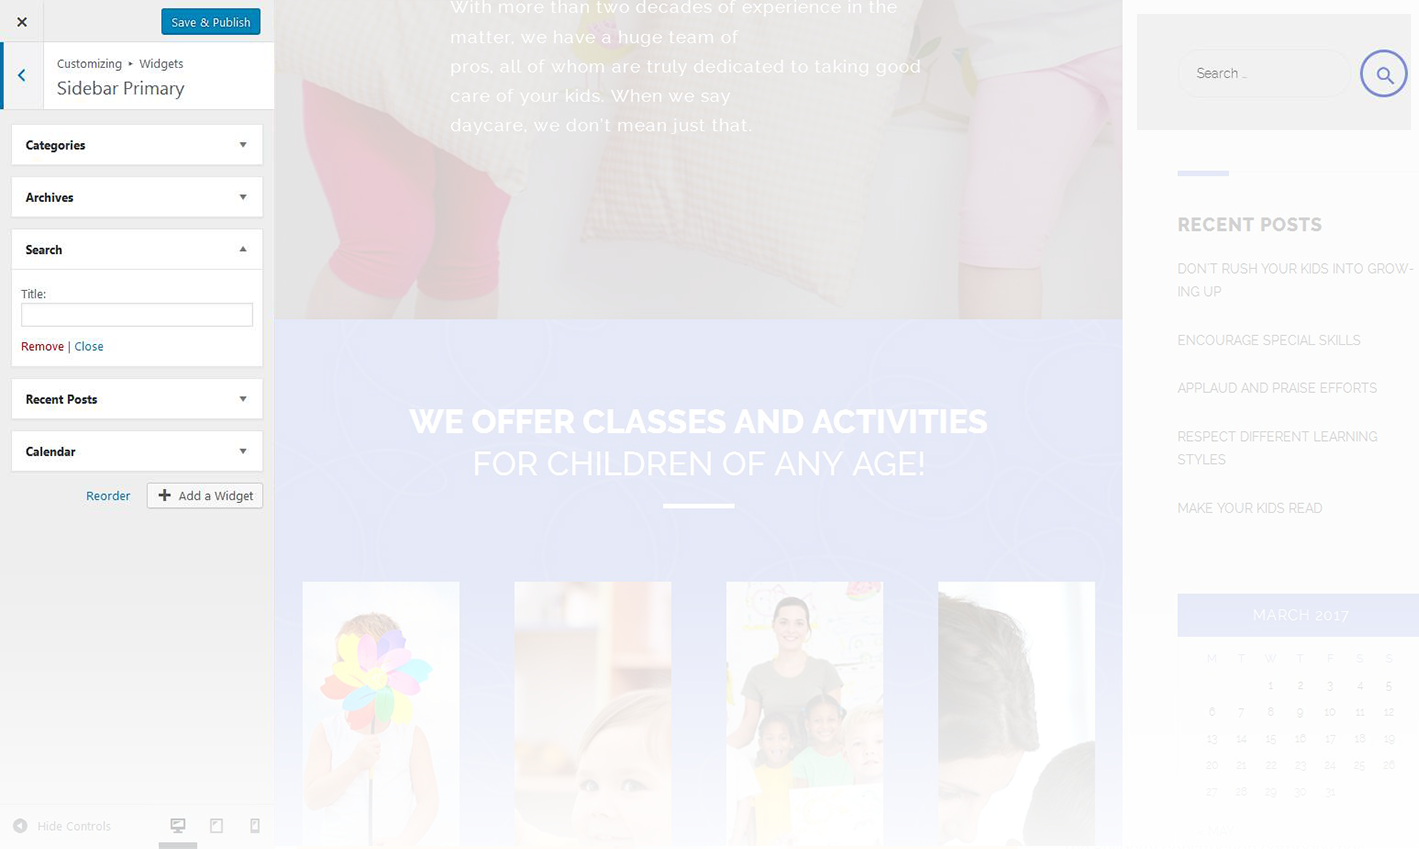 Save & Publish
Customizing ▸ Widgets
Sidebar Primary
Categories
Archives
Search
Title:
Remove | Close
Recent Posts
Calendar
Reorder
Add a Widget
Hide Controls
With more than two decades of experience in the
matter, we have a huge team of
pros, all of whom are truly dedicated to taking good
care of your kids. When we say
daycare, we don't mean just that.
WE OFFER CLASSES AND ACTIVITIES
FOR CHILDREN OF ANY AGE!
Search …
RECENT POSTS
DON'T RUSH YOUR KIDS INTO GROW-
ING UP
ENCOURAGE SPECIAL SKILLS
APPLAUD AND PRAISE EFFORTS
RESPECT DIFFERENT LEARNING
STYLES
MAKE YOUR KIDS READ
MARCH 2017
M T W T F S S
1 2 3 4 5
6 7 8 9 10 11 12
13 14 15 16 17 18 19
20 21 22 23 24 25 26
27 28 29 30 31